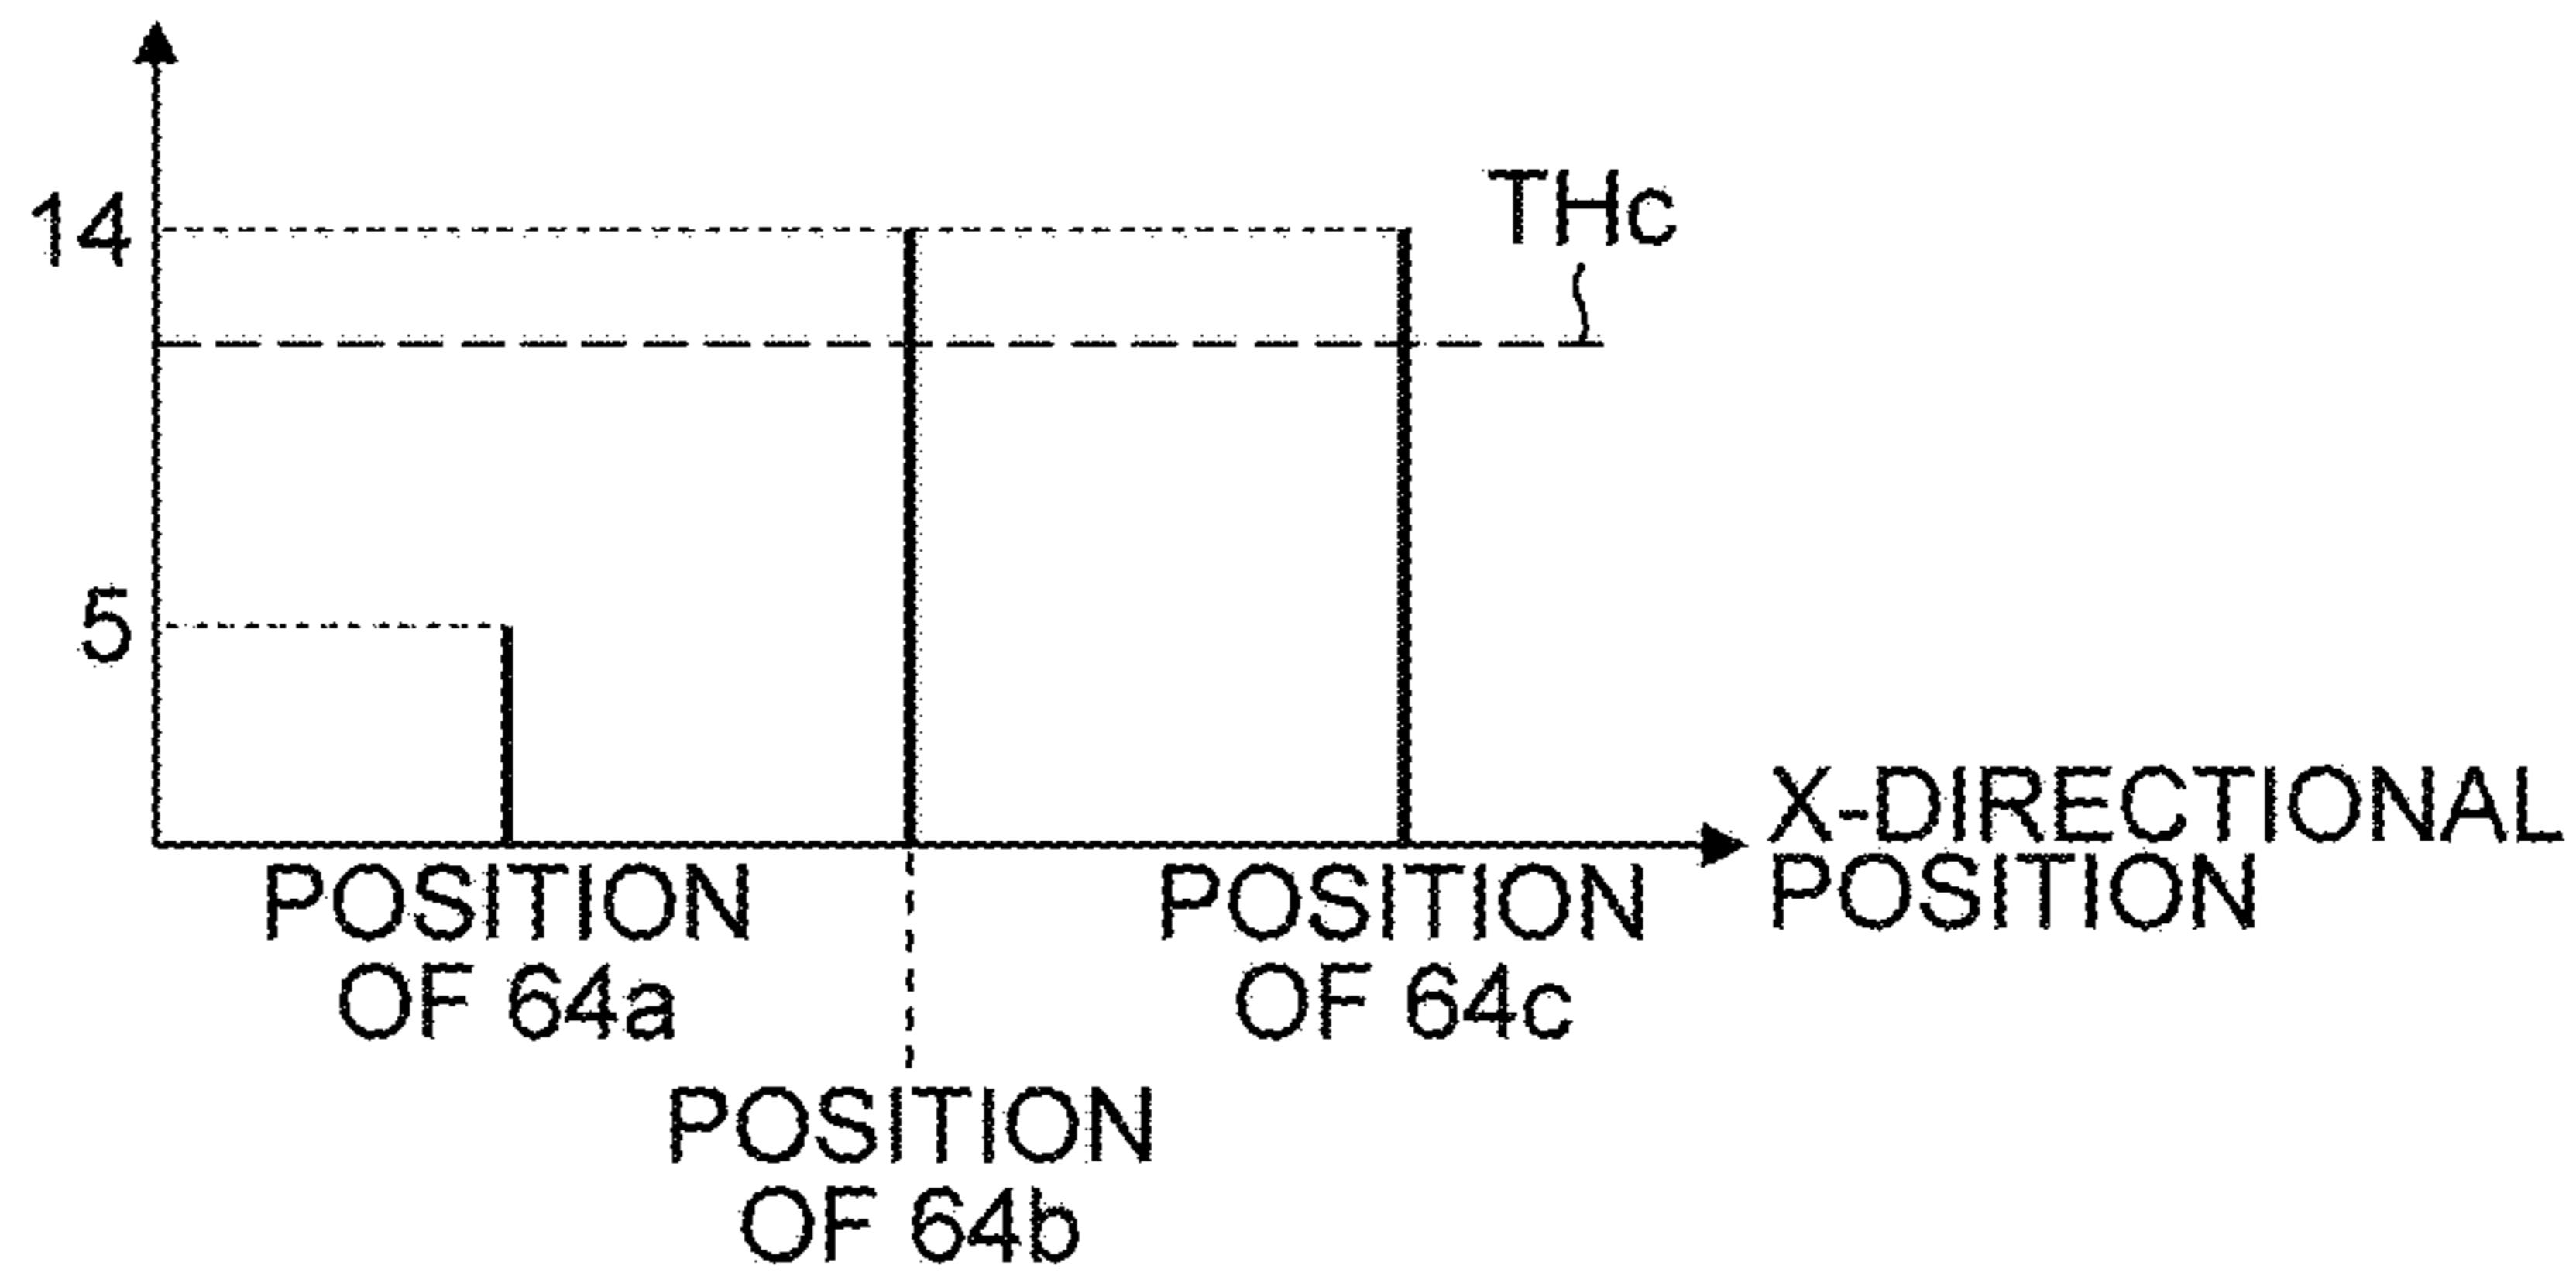 14
THc
5
X-DIRECTIONAL
POSITION
POSITION
OF 64a
POSITION
OF 64c
POSITION
OF 64b